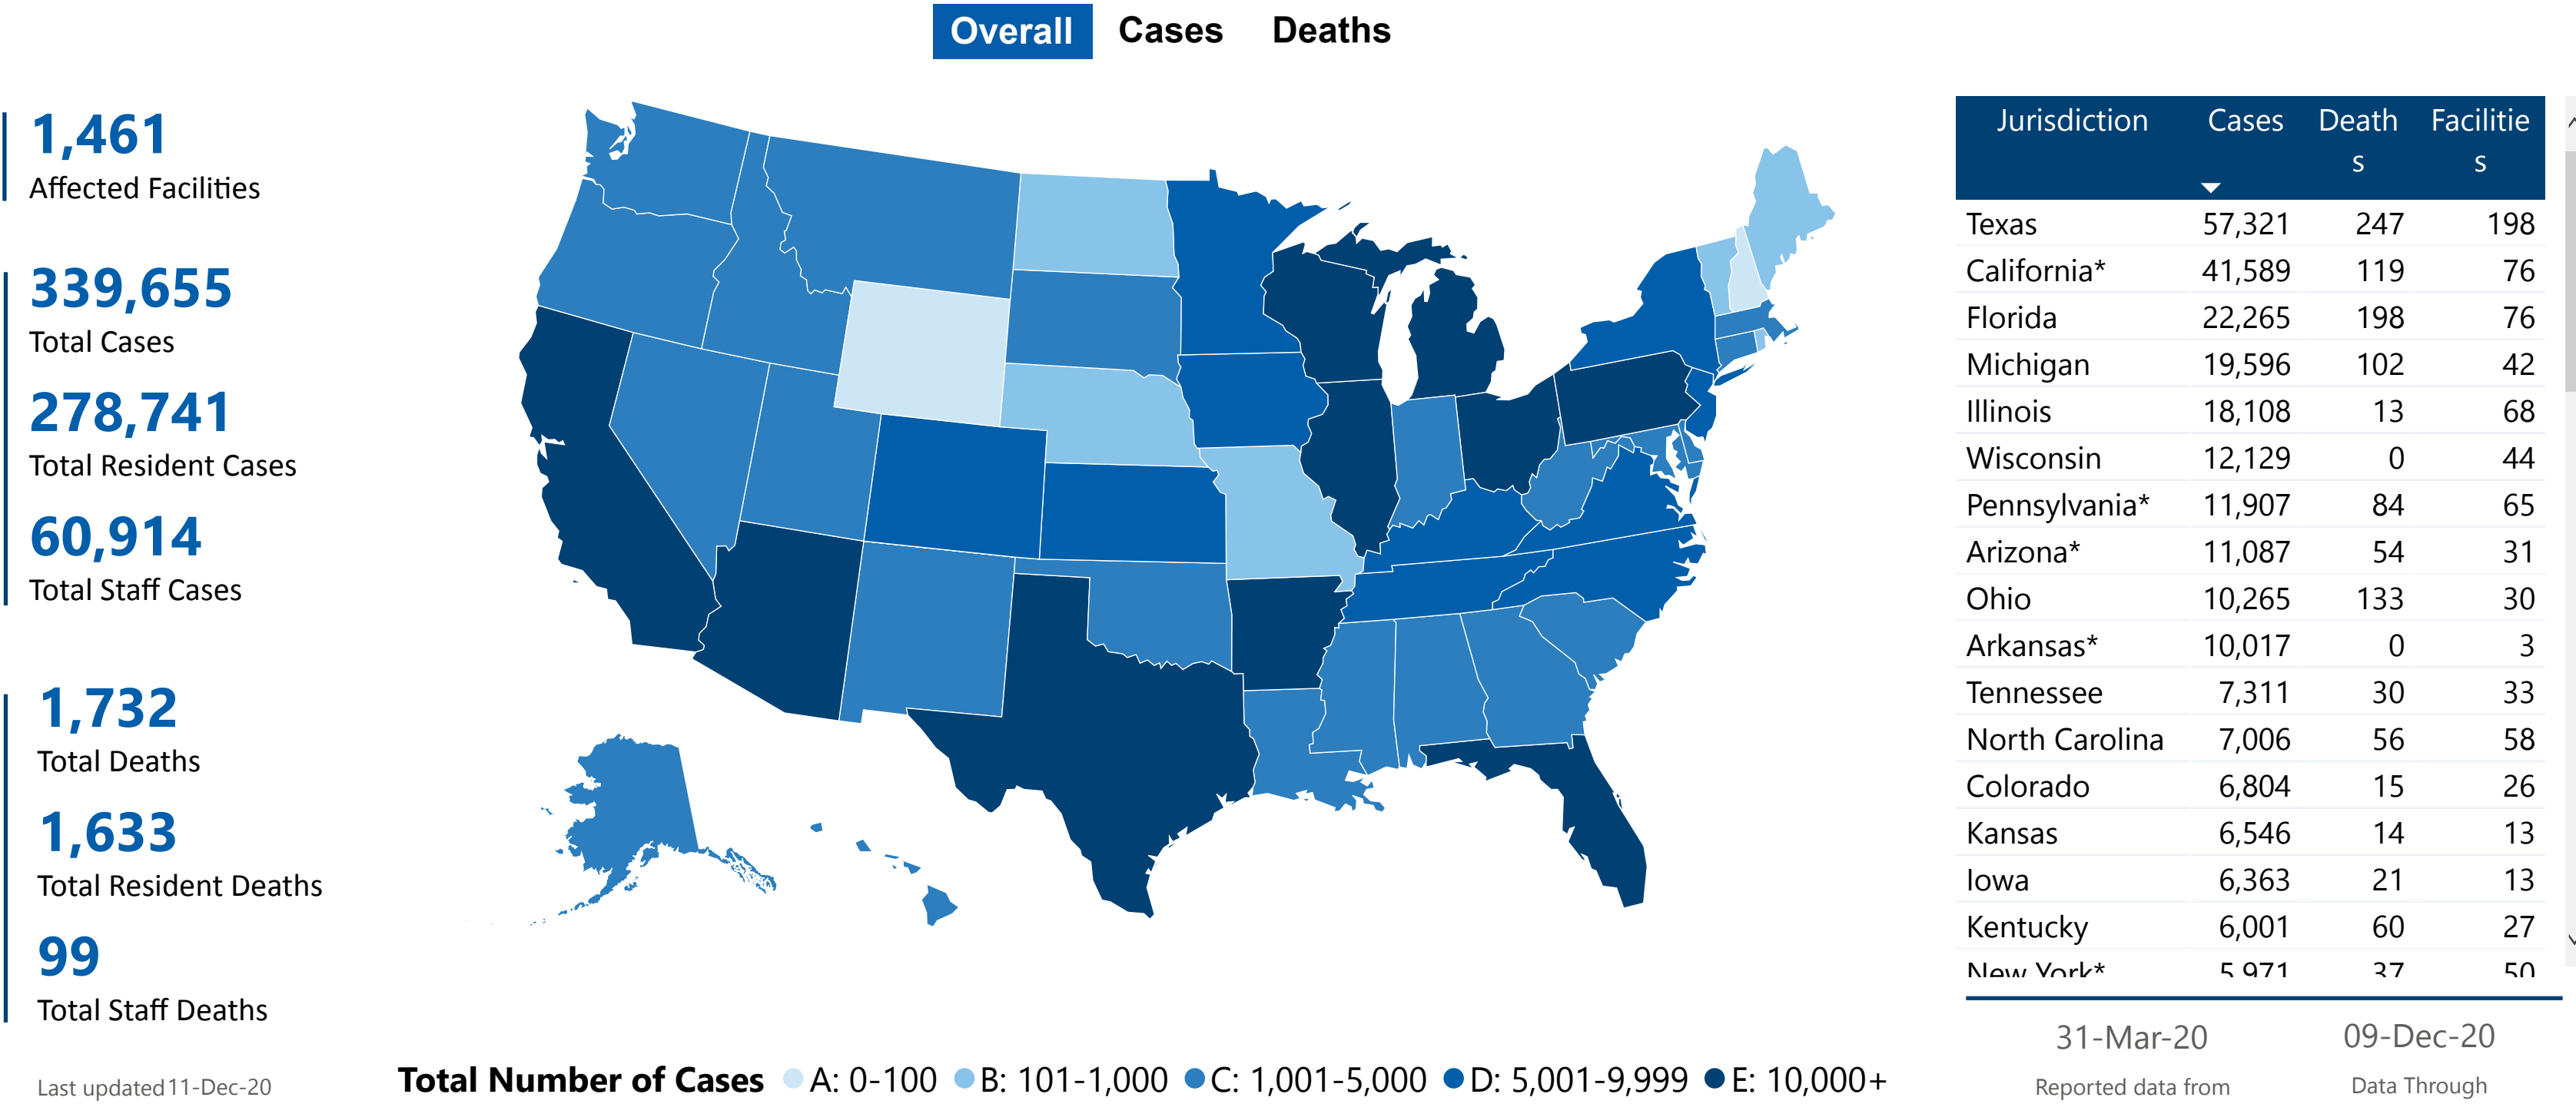 Overall Cases Deaths
1,461
Affected Facilities
339,655
Total Cases
278,741
Total Resident Cases
60,914
Total Staff Cases
1,732
Total Deaths
1,633
Total Resident Deaths
99
Total Staff Deaths
Last updated 11-Dec-20
Total Number of Cases A: 0-100 B: 101-1,000 C: 1,001-5,000 D: 5,001-9,999 E: 10,000+
Jurisdiction Cases Death Facilitie
s s
Texas 57,321 247 198
California* 41,589 119 76
Florida 22,265 198 76
Michigan 19,596 102 42
Illinois 18,108 13 68
Wisconsin 12,129 0 44
Pennsylvania* 11,907 84 65
Arizona* 11,087 54 31
Ohio 10,265 133 30
Arkansas* 10,017 0 3
Tennessee 7,311 30 33
North Carolina 7,006 56 58
Colorado 6,804 15 26
Kansas 6,546 14 13
Iowa 6,363 21 13
Kentucky 6,001 60 27
New York* 5,971 37 50
31-Mar-20 09-Dec-20
Reported data from Data Through